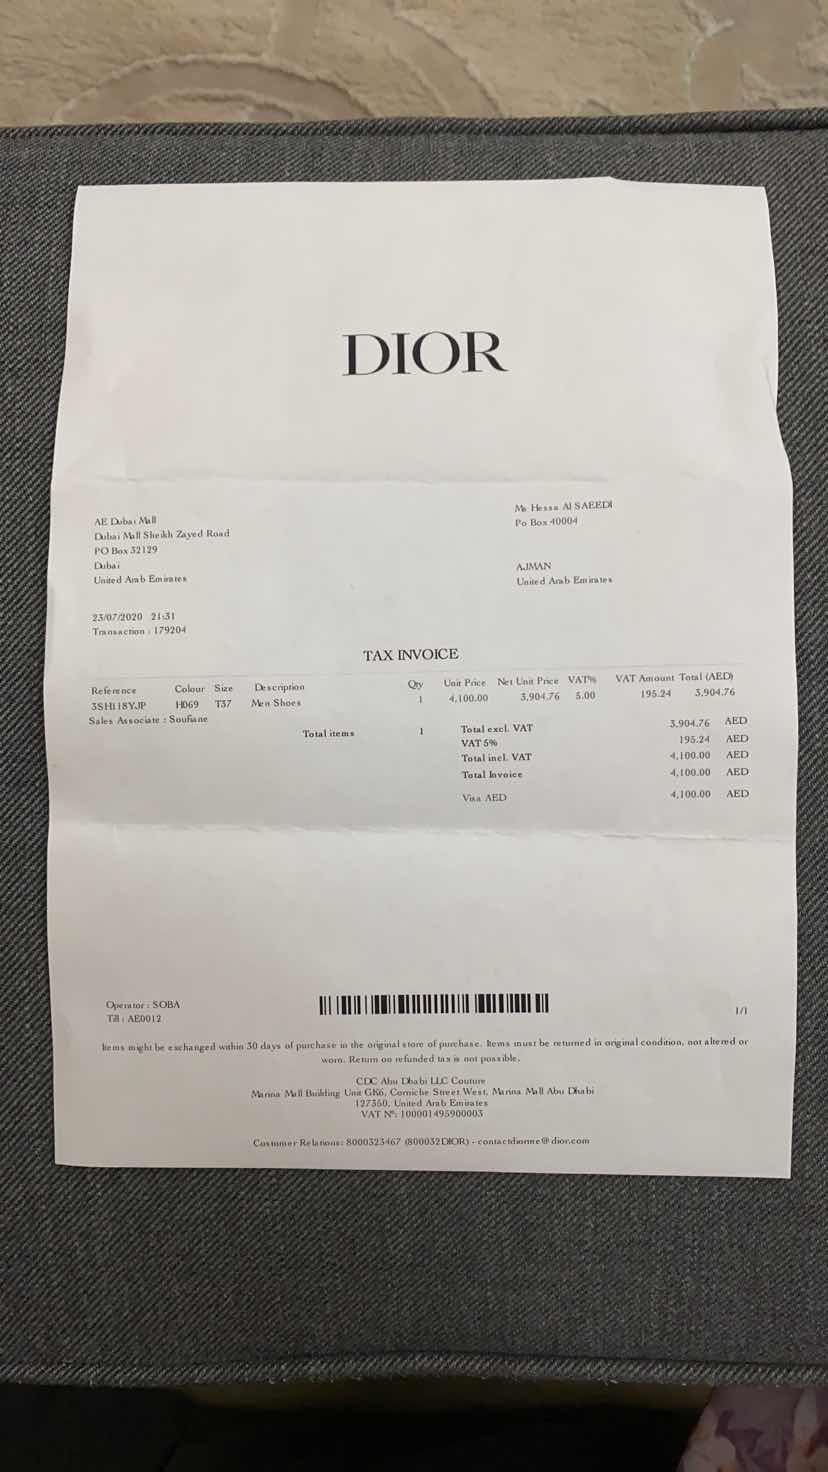 DIOR
AE Dubai Mall
Dubai Mall Sheikh Zayed Road
PO Box 32129
Dubai
United Arab Emirates
Ms Hessa Al SAEEDI
Po Box 40004
AJMAN
United Arab Emirates
23/07/2020 21:31
Transaction : 179204
TAX INVOICE
Reference Colour Size Description Qty Unit Price Net Unit Price VAT% VAT Amount Total (AED)
3SH118YJP H069 T37 Men Shoes 1 4,100.00 3,904.76 5.00 195.24 3,904.76
Sales Associate : Soufiane
Total items 1 Total excl. VAT 3,904.76 AED
VAT 5% 195.24 AED
Total incl. VAT 4,100.00 AED
Total Invoice 4,100.00 AED
Visa AED 4,100.00 AED
Operator : SOBA
Till : AE0012
1/1
Items might be exchanged within 30 days of purchase in the original store of purchase. Items must be returned in original condition, not altered or
worn. Return on refunded tax is not possible.
CDC Abu Dhabi LLC Couture
Marina Mall Building Unit GK6, Corniche Street West, Marina Mall Abu Dhabi
127350, United Arab Emirates
VAT N°: 100001495900003
Customer Relations: 8000323467 (800032DIOR) - contactdiorme@dior.com